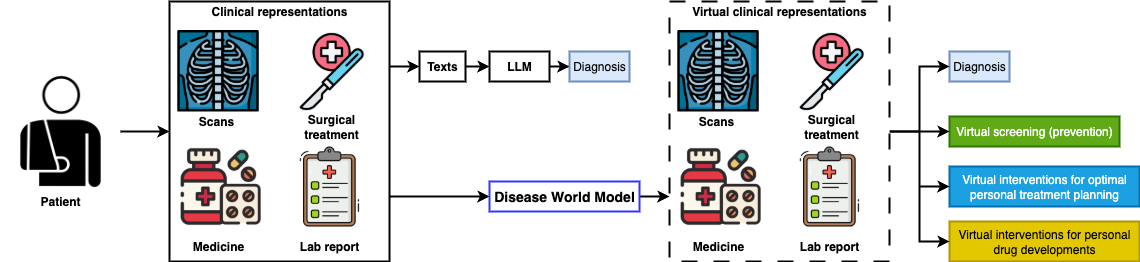 Patient
Clinical representations
Scans
Surgical
treatment
Medicine
Lab report
Texts
LLM
Diagnosis
Disease World Model
Virtual clinical representations
Scans
Surgical
treatment
Medicine
Lab report
Diagnosis
Virtual screening (prevention)
Virtual interventions for optimal
personal treatment planning
Virtual interventions for personal
drug developments